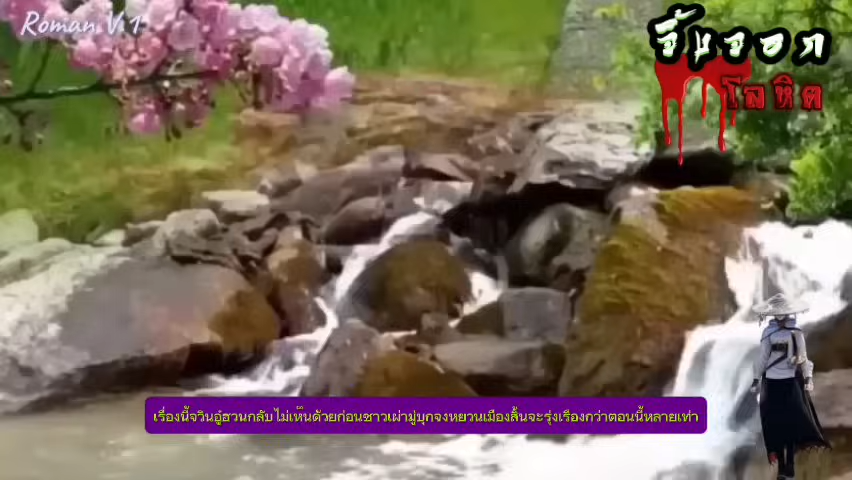 Roman V.1
จิ้งจอก
โลหิต
เรื่องนี้จวินอู๋ฮวนกลับไม่เห็นด้วยก่อนชาวเผ่ามู่บุกจงหยวนเมืองสิ้นจะรุ่งเรืองกว่าตอนนี้หลายเท่า